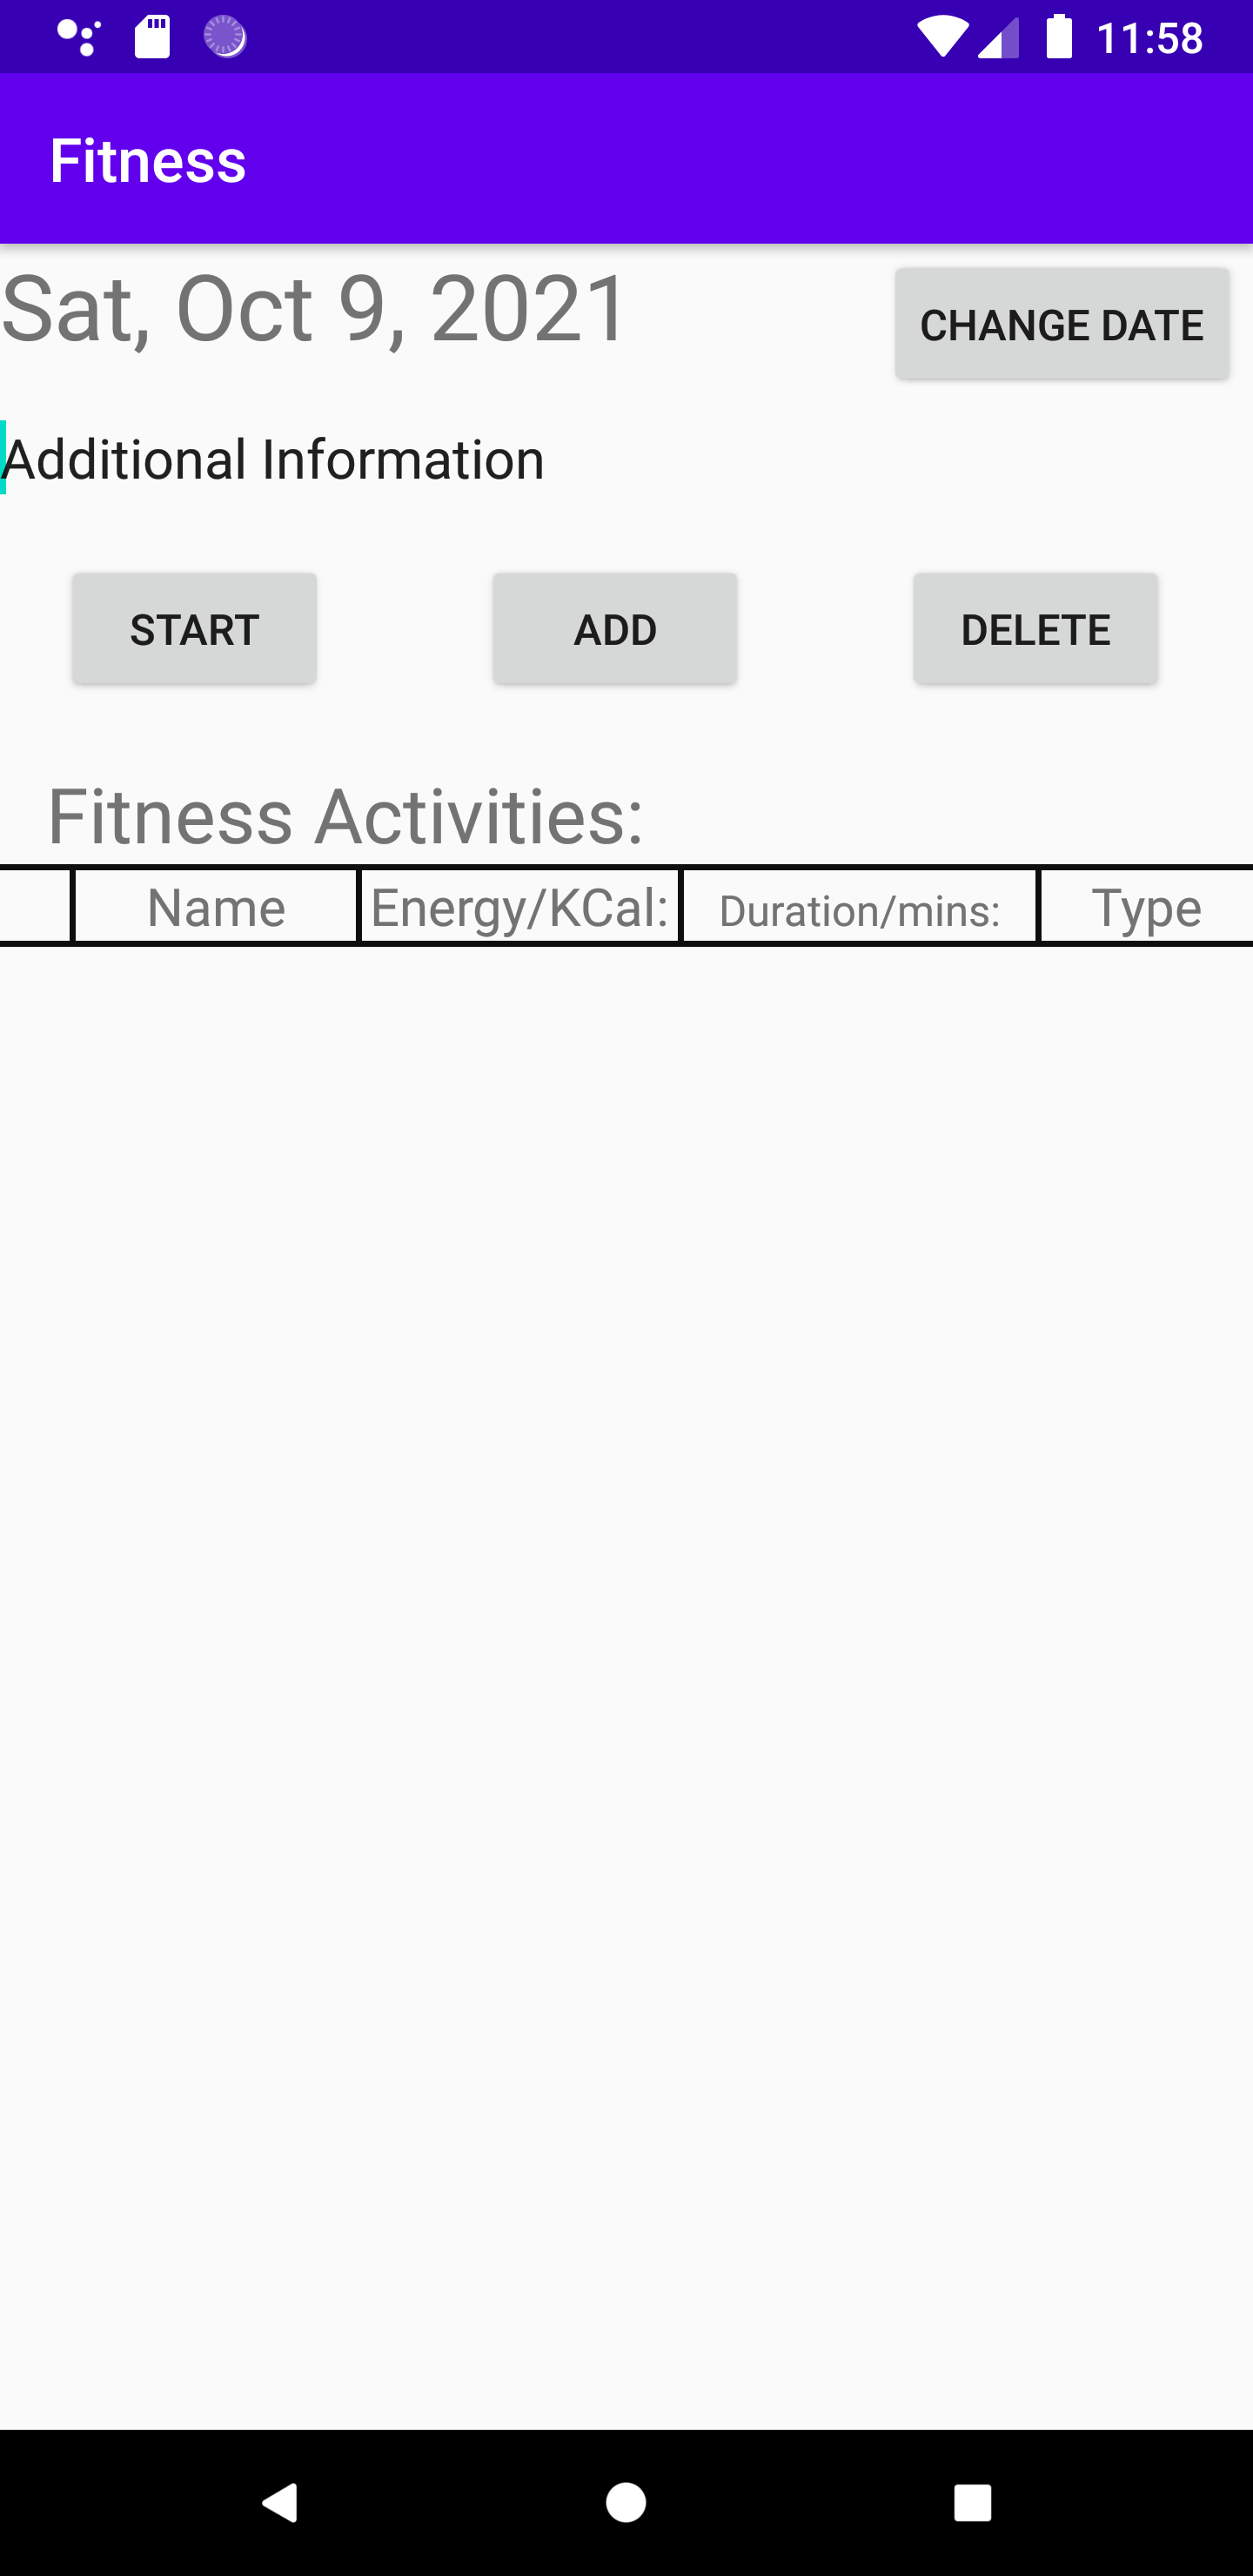 11:58
Fitness
Sat, Oct 9, 2021
CHANGE DATE
Additional Information
START ADD DELETE
Fitness Activities:
Name Energy/KCal: Duration/mins: Type